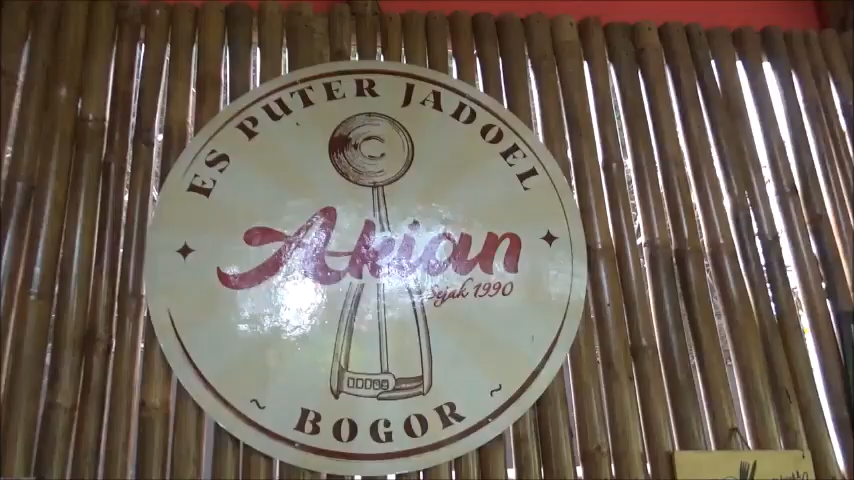 ES PUTER JADOEL
Akian
Sejak 1990
~ BOGOR ~